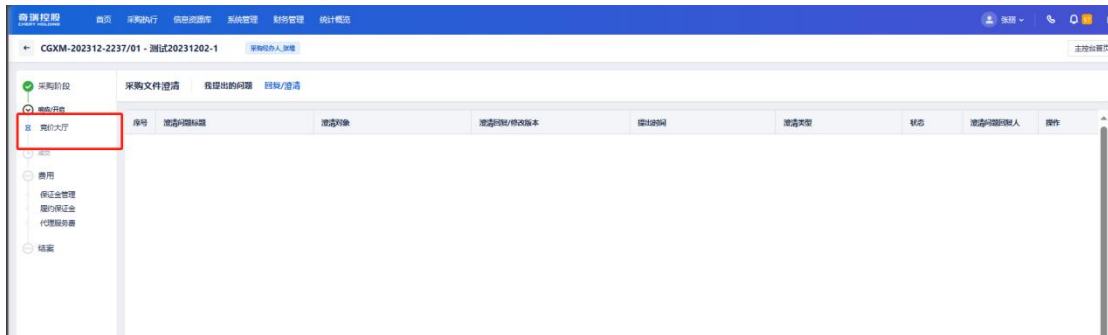 奇瑞控股 首页 采购执行 信息资源库 系统管理 财务管理 统计概览 张丽
CHERY HOLDING
← CGXM-202312-2237/01 - 测试20231202-1 采购经办人_张增 主控台首页
采购阶段
采购文件澄清 我提出的问题 回复/澄清
响应/开启
竞价大厅
序号 澄清问题标题 澄清对象 澄清回复/修改版本 提出时间 澄清类型 状态 澄清问题回复人 操作
费用
保证金管理
履约保证金
代理服务费
结案